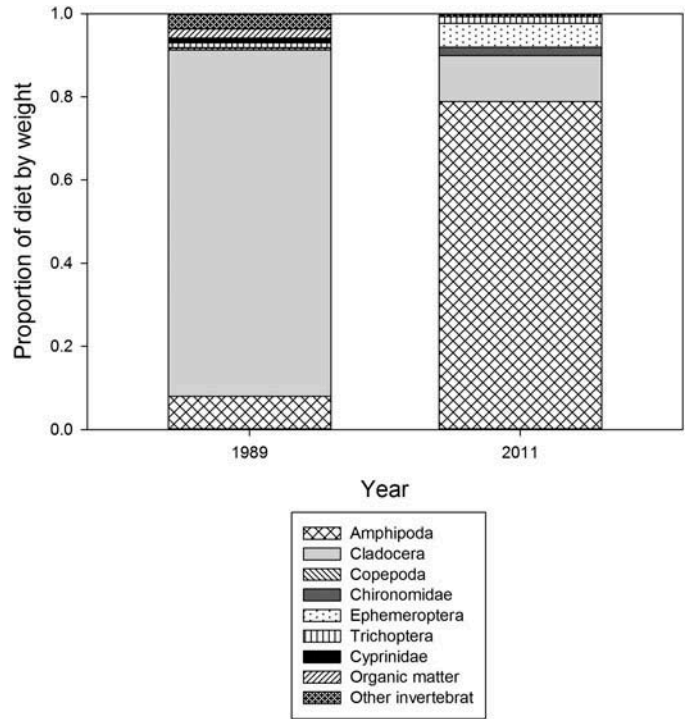 1.0
0.8
0.6
0.4
0.2
0.0
Proportion of diet by weight
1989 2011
Year
Amphipoda
Cladocera
Copepoda
Chironomidae
Ephemeroptera
Trichoptera
Cyprinidae
Organic matter
Other invertebrat